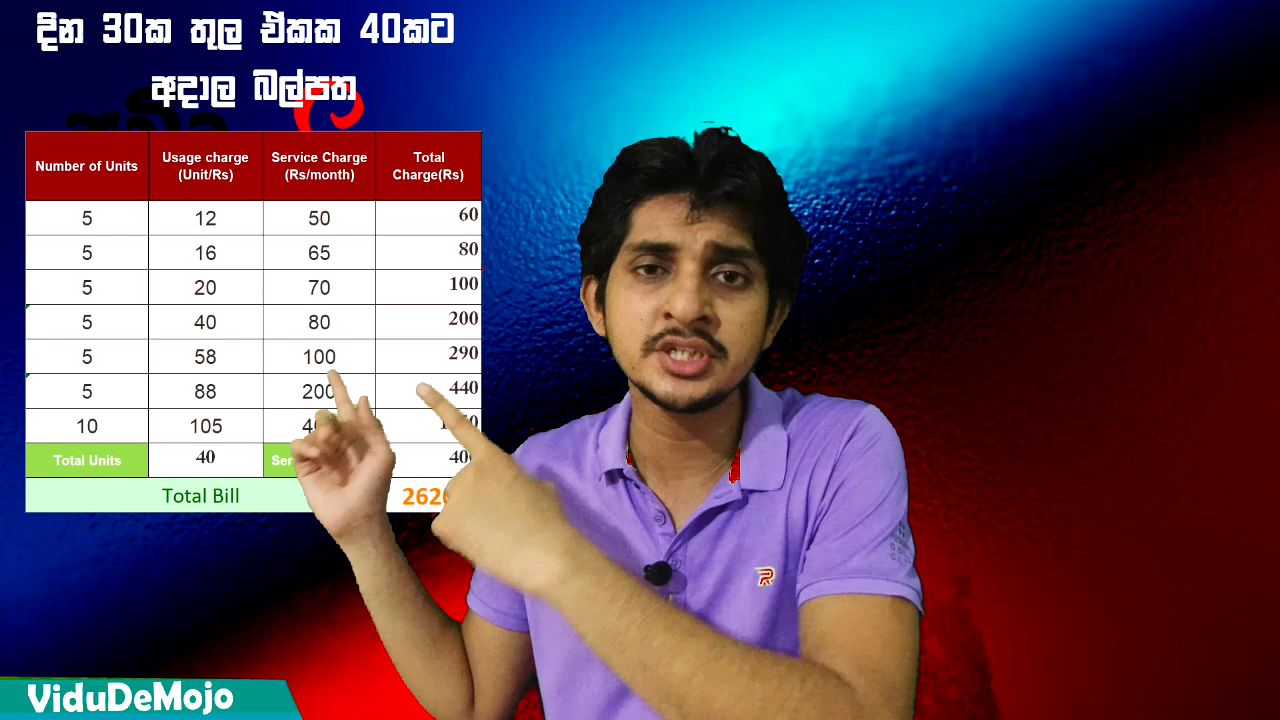 දින 30ක තුල ඒකක 40කට
අදාල බිල්පත
Number of Units Usage charge (Unit/Rs) Service Charge (Rs/month) Total Charge(Rs)
5 12 50 60
5 16 65 80
5 20 70 100
5 40 80 200
5 58 100 290
5 88 200 440
10 105
Total Units 40
Total Bill
ViduDeMojo
R